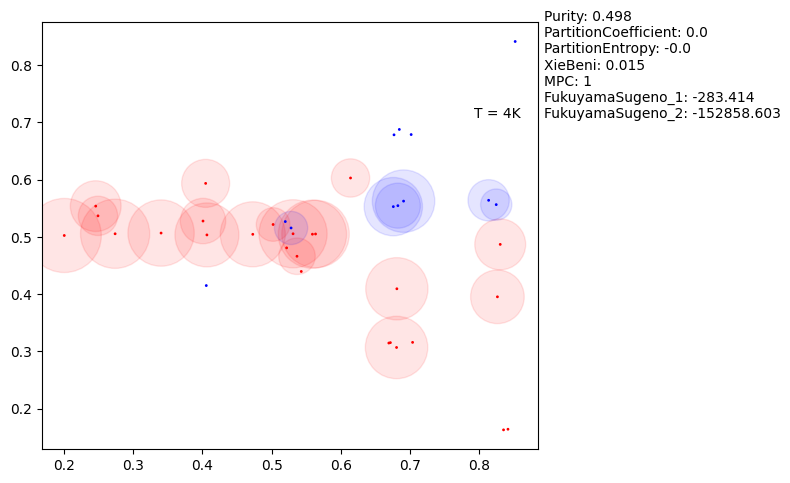 Purity: 0.498
PartitionCoefficient: 0.0
PartitionEntropy: -0.0
XieBeni: 0.015
MPC: 1
FukuyamaSugeno_1: -283.414
FukuyamaSugeno_2: -152858.603
T = 4K
0.8
0.7
0.6
0.5
0.4
0.3
0.2
0.2 0.3 0.4 0.5 0.6 0.7 0.8